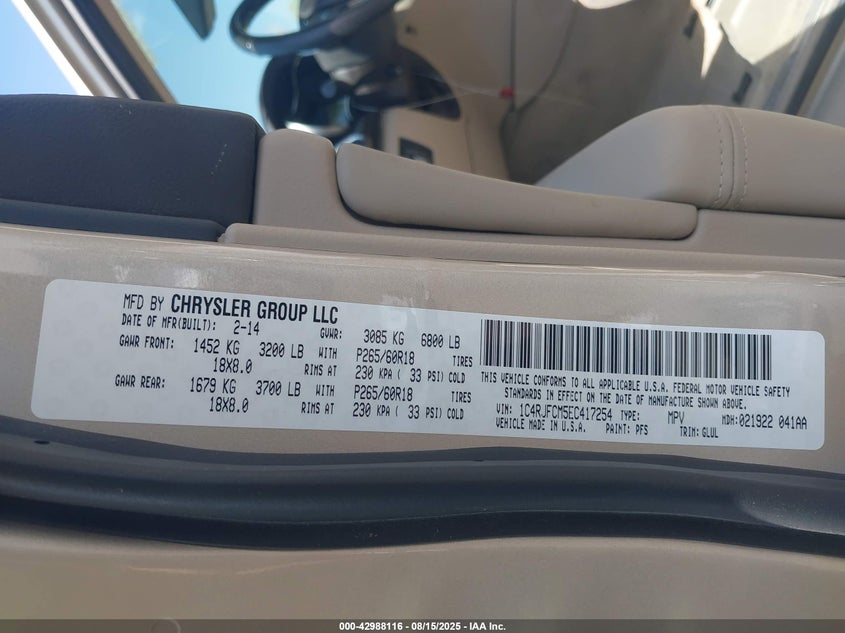 MFD BY CHRYSLER GROUP LLC
DATE OF MFR(BUILT): 2-14 GVWR: 3085 KG 6800 LB
GAWR FRONT: 1452 KG 3200 LB WITH P265/60R18 TIRES
18X8.0 RIMS AT 230 KPA ( 33 PSI) COLD
GAWR REAR: 1679 KG 3700 LB WITH P265/60R18 TIRES
18X8.0 RIMS AT 230 KPA ( 33 PSI) COLD
THIS VEHICLE CONFORMS TO ALL APPLICABLE U.S.A. FEDERAL MOTOR VEHICLE SAFETY
STANDARDS IN EFFECT ON THE DATE OF MANUFACTURE SHOWN ABOVE.
VIN: 1C4RJFCM5EC417254 TYPE: MPV MDH:021922 041AA
VEHICLE MADE IN U.S.A. PAINT: PFS TRIM: GLUL
000-42988116 - 08/15/2025 - IAA Inc.